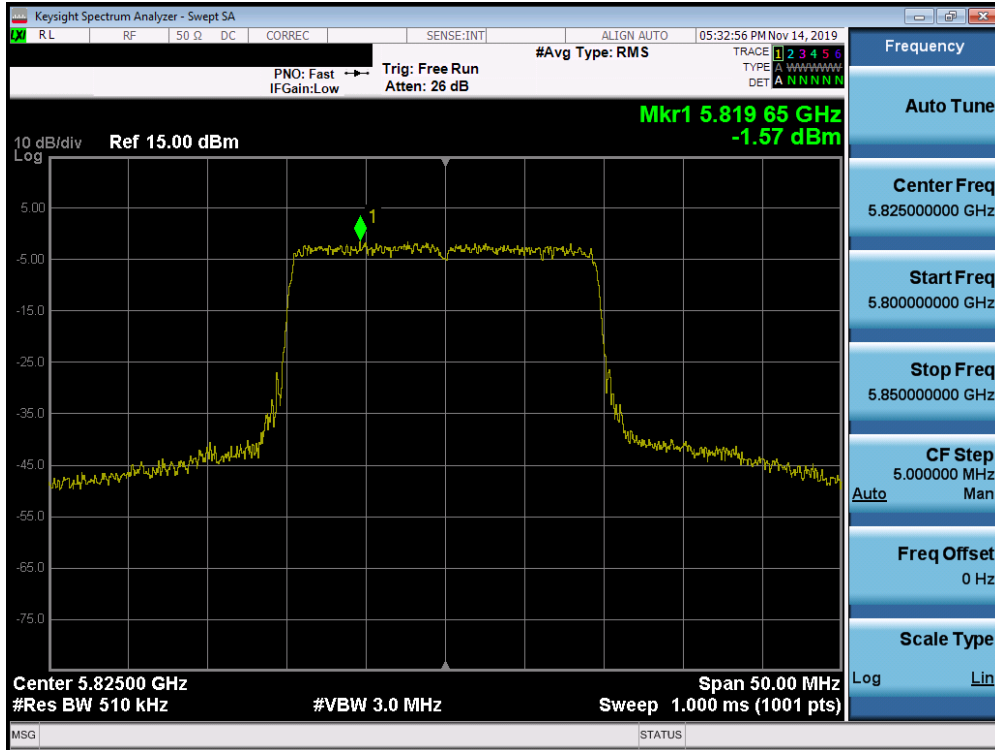 Keysight Spectrum Analyzer - Swept SA
LXI RL RF 50 Ω DC CORREC SENSE:INT ALIGN AUTO 05:32:56 PM Nov 14, 2019
Frequency
#Avg Type: RMS TRACE 1 2 3 4 5 6
PNO: Fast Trig: Free Run TYPE A WWWWW
IFGain:Low Atten: 26 dB DET A N N N N N
Auto Tune
Mkr1 5.819 65 GHz
10 dB/div Ref 15.00 dBm -1.57 dBm
Log
Center Freq
5.825000000 GHz
5.00
1
-5.00
Start Freq
5.800000000 GHz
-15.0
-25.0
Stop Freq
5.850000000 GHz
-35.0
-45.0
CF Step
5.000000 MHz
Auto Man
-55.0
Freq Offset
0 Hz
-65.0
-75.0
Scale Type
Log Lin
Center 5.82500 GHz Span 50.00 MHz
#Res BW 510 kHz #VBW 3.0 MHz Sweep 1.000 ms (1001 pts)
MSG STATUS